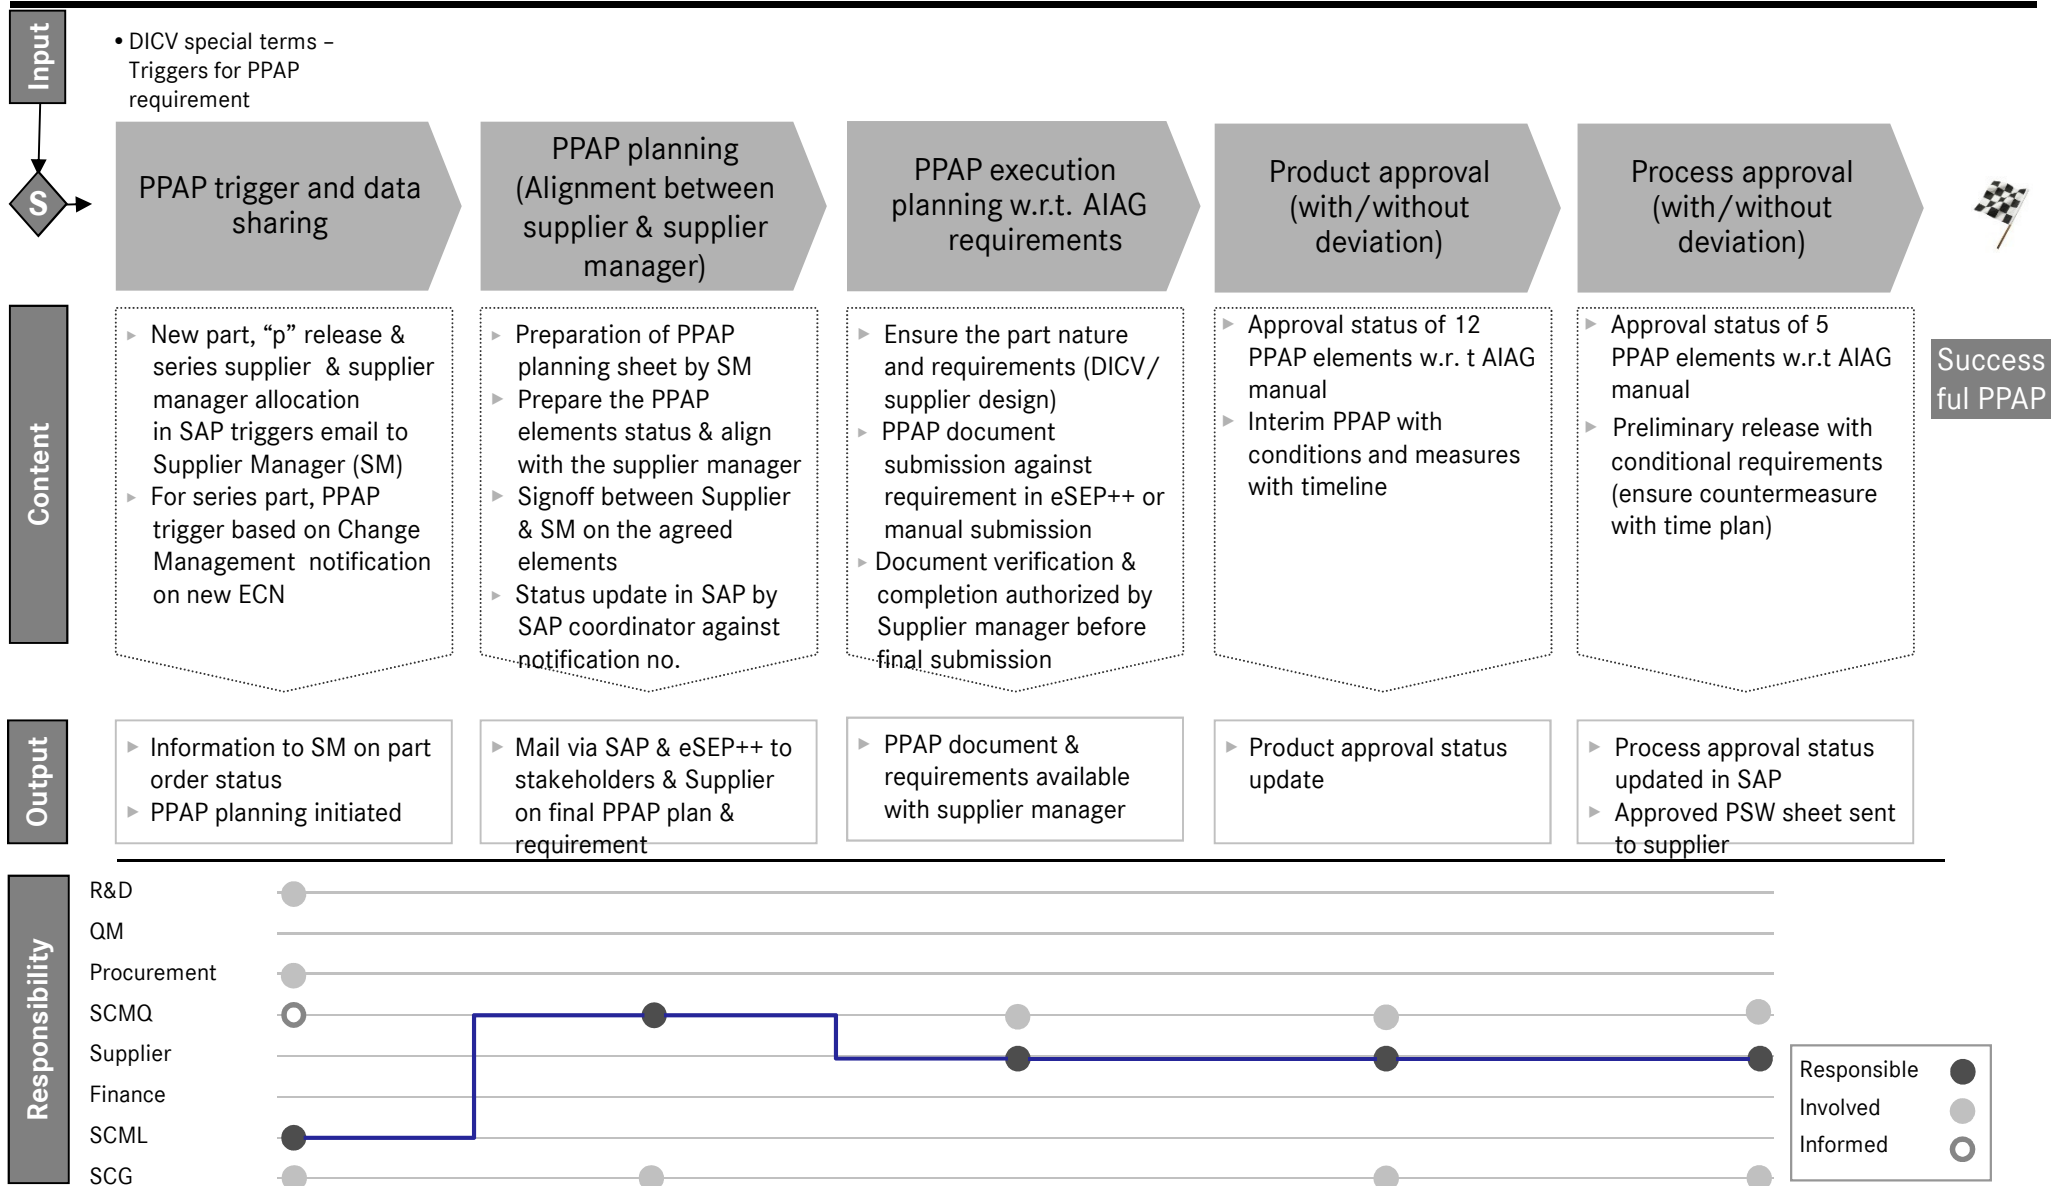 Input
• DICV special terms –
Triggers for PPAP
requirement
S
PPAP trigger and data
sharing
PPAP planning
(Alignment between
supplier & supplier
manager)
PPAP execution
planning w.r.t. AIAG
requirements
Product approval
(with/without
deviation)
Process approval
(with/without
deviation)
Content
New part, “p” release &
series supplier & supplier
manager allocation
in SAP triggers email to
Supplier Manager (SM)
For series part, PPAP
trigger based on Change
Management notification
on new ECN
Preparation of PPAP
planning sheet by SM
Prepare the PPAP
elements status & align
with the supplier manager
Signoff between Supplier
& SM on the agreed
elements
Status update in SAP by
SAP coordinator against
notification no.
Ensure the part nature
and requirements (DICV/
supplier design)
PPAP document
submission against
requirement in eSEP++ or
manual submission
Document verification &
completion authorized by
Supplier manager before
final submission
Approval status of 12
PPAP elements w.r. t AIAG
manual
Interim PPAP with
conditions and measures
with timeline
Approval status of 5
PPAP elements w.r.t AIAG
manual
Preliminary release with
conditional requirements
(ensure countermeasure
with time plan)
Success
ful PPAP
Output
Information to SM on part
order status
PPAP planning initiated
Mail via SAP & eSEP++ to
stakeholders & Supplier
on final PPAP plan &
requirement
PPAP document &
requirements available
with supplier manager
Product approval status
update
Process approval status
updated in SAP
Approved PSW sheet sent
to supplier
Responsibility
R&D
QM
Procurement
SCMQ
Supplier
Finance
SCML
SCG
Responsible
Involved
Informed